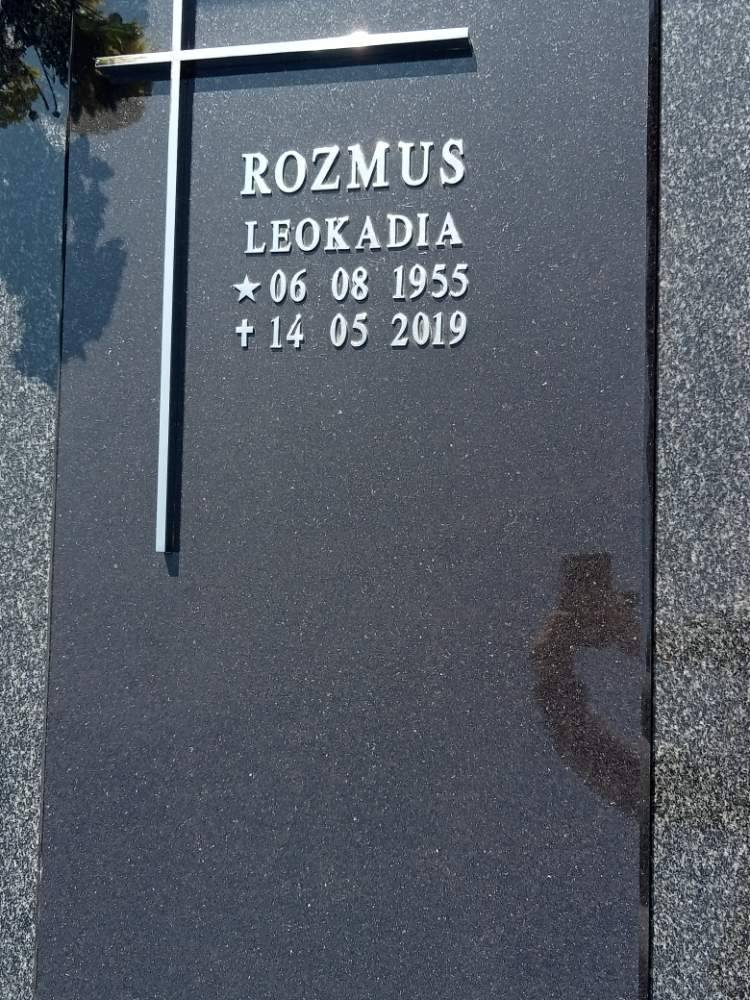 ROZMUS
LEOKADIA
★ 06 08 1955
✝ 14 05 2019